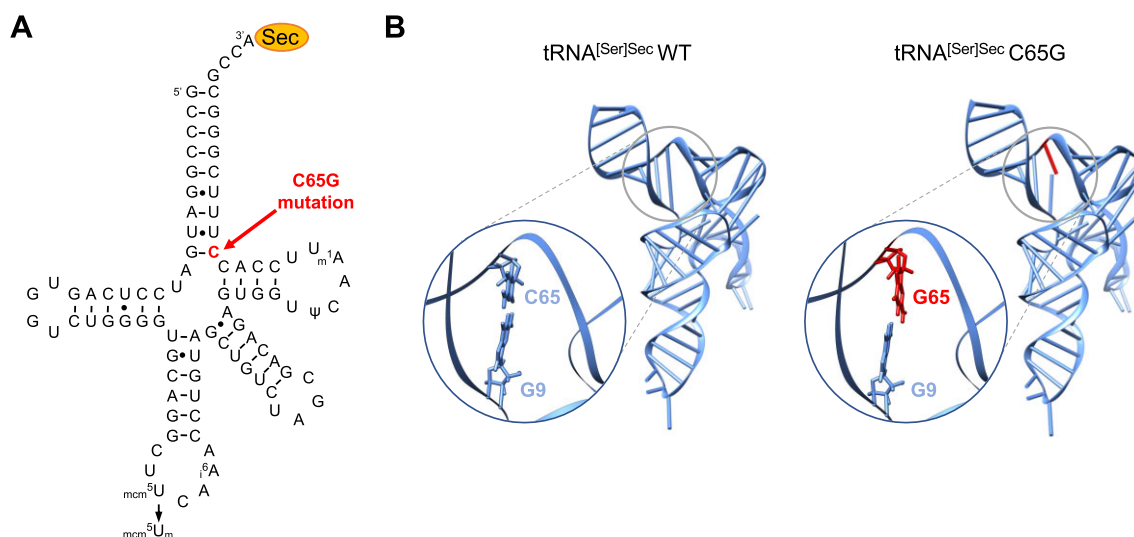 A
B
3'
A
Sec
C
C
G
5'
G–C
C–G
C–G
C–G
G–C
G•U
A–U
U•U
G–C
C65G
mutation
A
U
C A C C U U m¹A
A
C
ψ
U
G U G G
G U G A C U C C
G U C U G G G G
U A
G U
G A
A G A C A G C
G
A
U
C U G U C G
C–G
A–U
G–C
G–C
C A
U i⁶A
mcm⁵U A
C
mcm⁵Um
tRNA[Ser]Sec WT
C65
G9
tRNA[Ser]Sec C65G
G65
G9